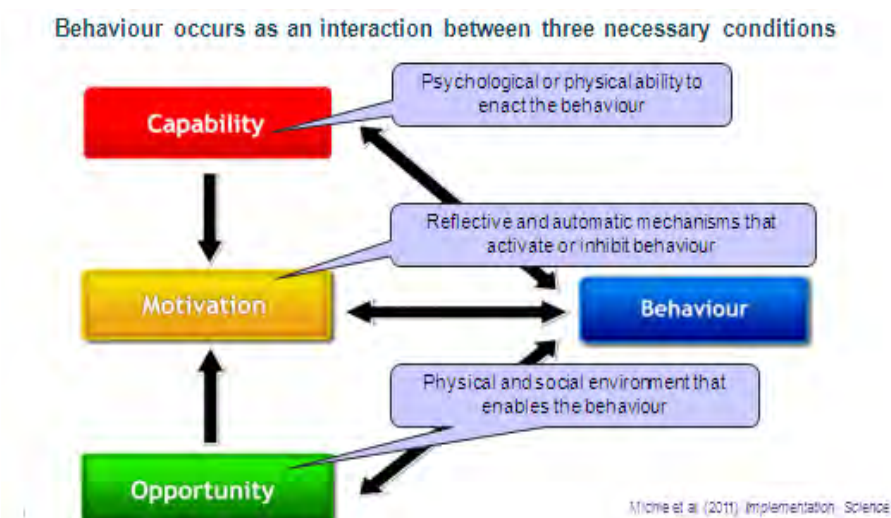 Behaviour occurs as an interaction between three necessary conditions
Psychological or physical ability to
enact the behaviour
Capability
Reflective and automatic mechanisms that
activate or inhibit behaviour
Motivation
Behaviour
Physical and social environment that
enables the behaviour
Opportunity
Michie et al (2011) Implementation Science